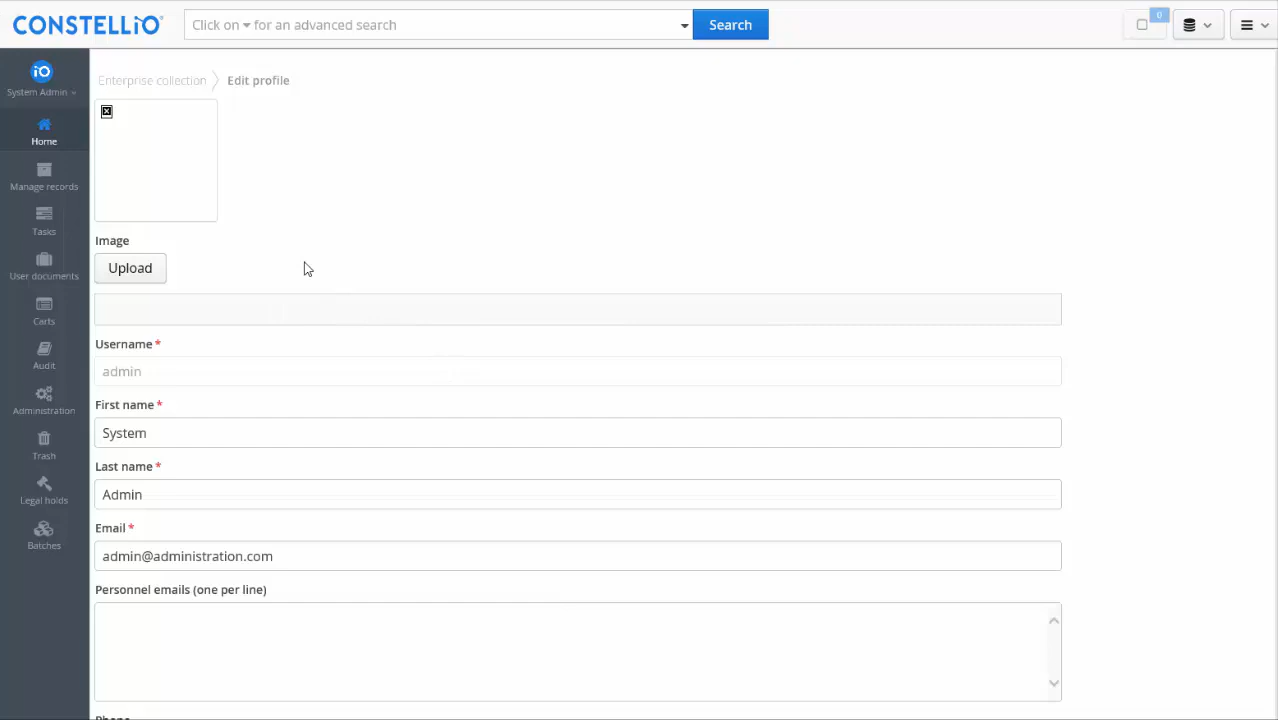 CONSTELLiO
Click on ▾ for an advanced search
Search
0
iO
System Admin
Home
Manage records
Tasks
User documents
Carts
Audit
Administration
Trash
Legal holds
Batches
Enterprise collection
Edit profile
Image
Upload
Username *
admin
First name *
System
Last name *
Admin
Email *
admin@administration.com
Personnel emails (one per line)
Phone